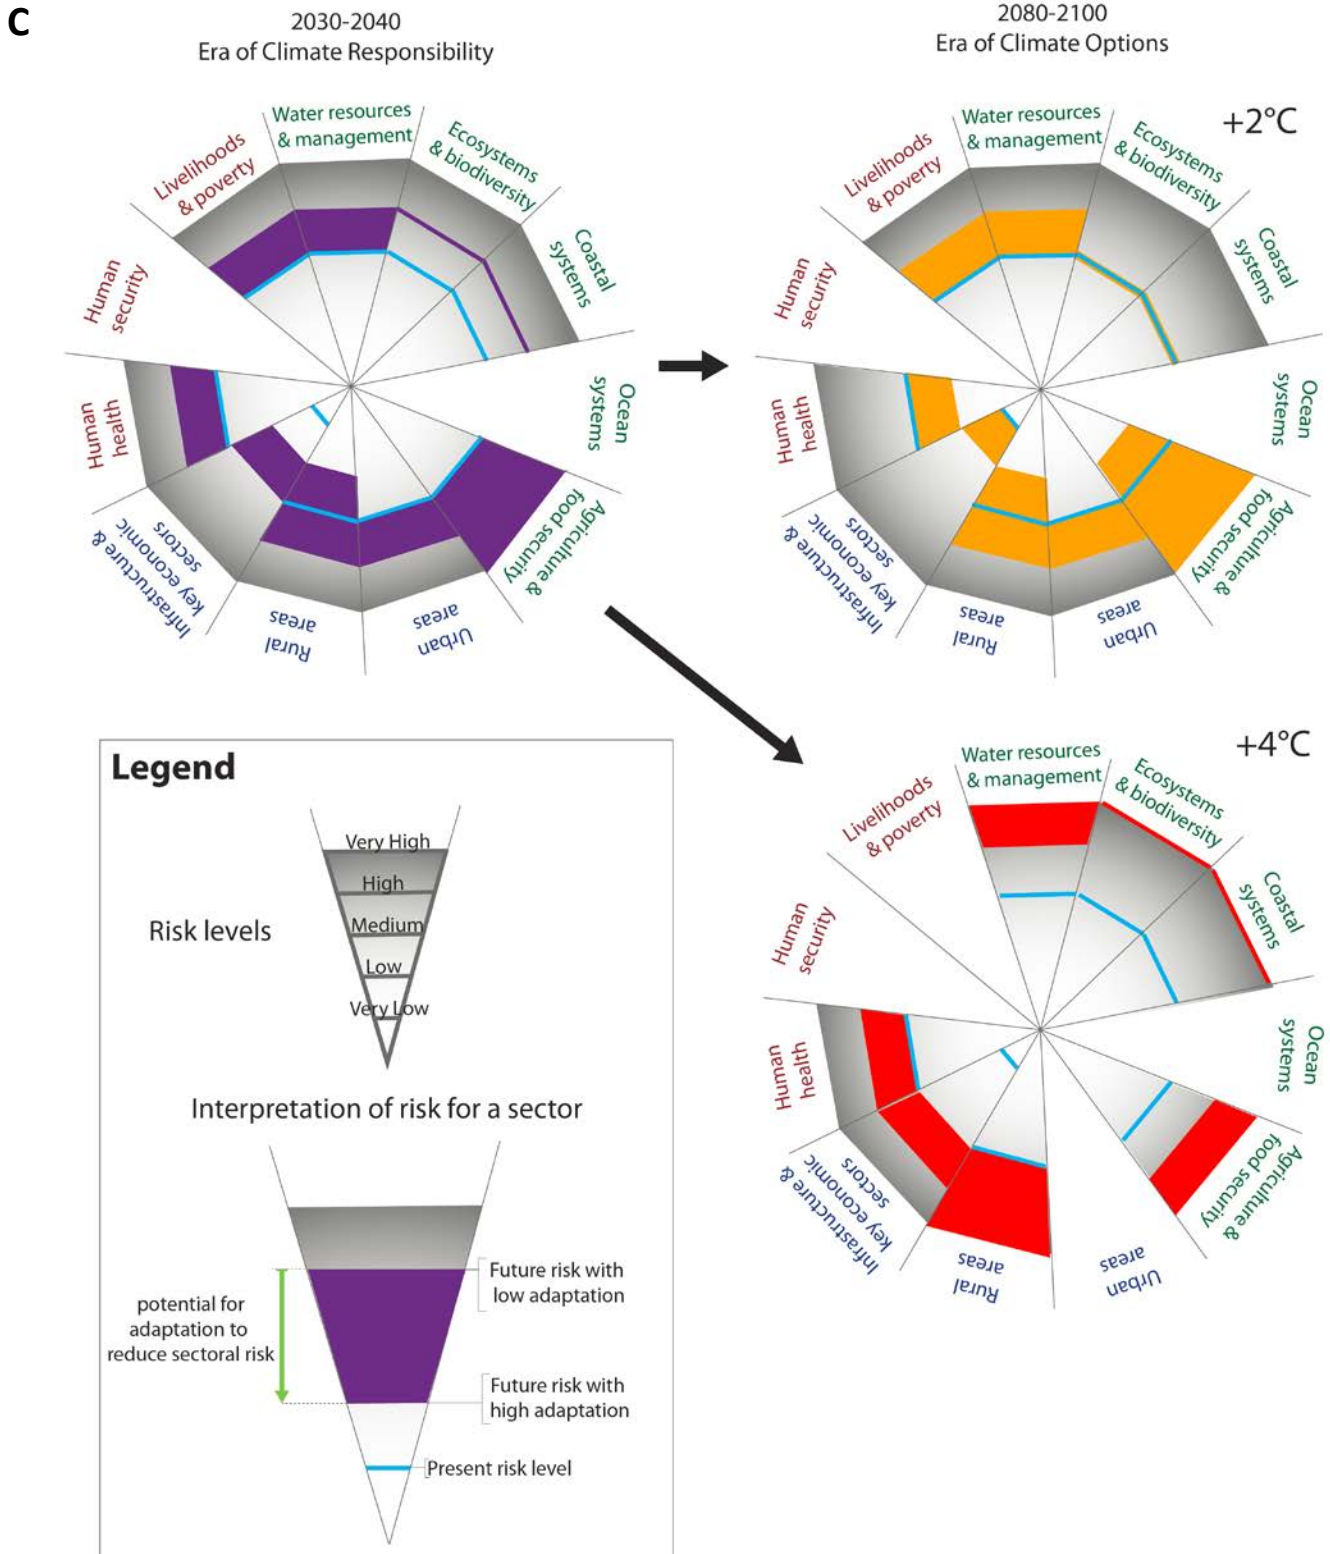 C
2030-2040
Era of Climate Responsibility
Water resources
& management
Ecosystems
& biodiversity
Coastal
systems
Ocean
systems
Agriculture &
food security
Urban
areas
Rural
areas
Infrastructure &
key economic
sectors
Human
health
Human
security
Livelihoods
& poverty
2080-2100
Era of Climate Options
+2°C
Water resources
& management
Ecosystems
& biodiversity
Coastal
systems
Ocean
systems
Agriculture &
food security
Urban
areas
Rural
areas
Infrastructure &
key economic
sectors
Human
health
Human
security
Livelihoods
& poverty
+4°C
Water resources
& management
Ecosystems
& biodiversity
Coastal
systems
Ocean
systems
Agriculture &
food security
Urban
areas
Rural
areas
Infrastructure &
key economic
sectors
Human
health
Human
security
Livelihoods
& poverty
Legend
Risk levels
Very High
High
Medium
Low
Very Low
Interpretation of risk for a sector
potential for
adaptation to
reduce sectoral risk
Future risk with
low adaptation
Future risk with
high adaptation
Present risk level